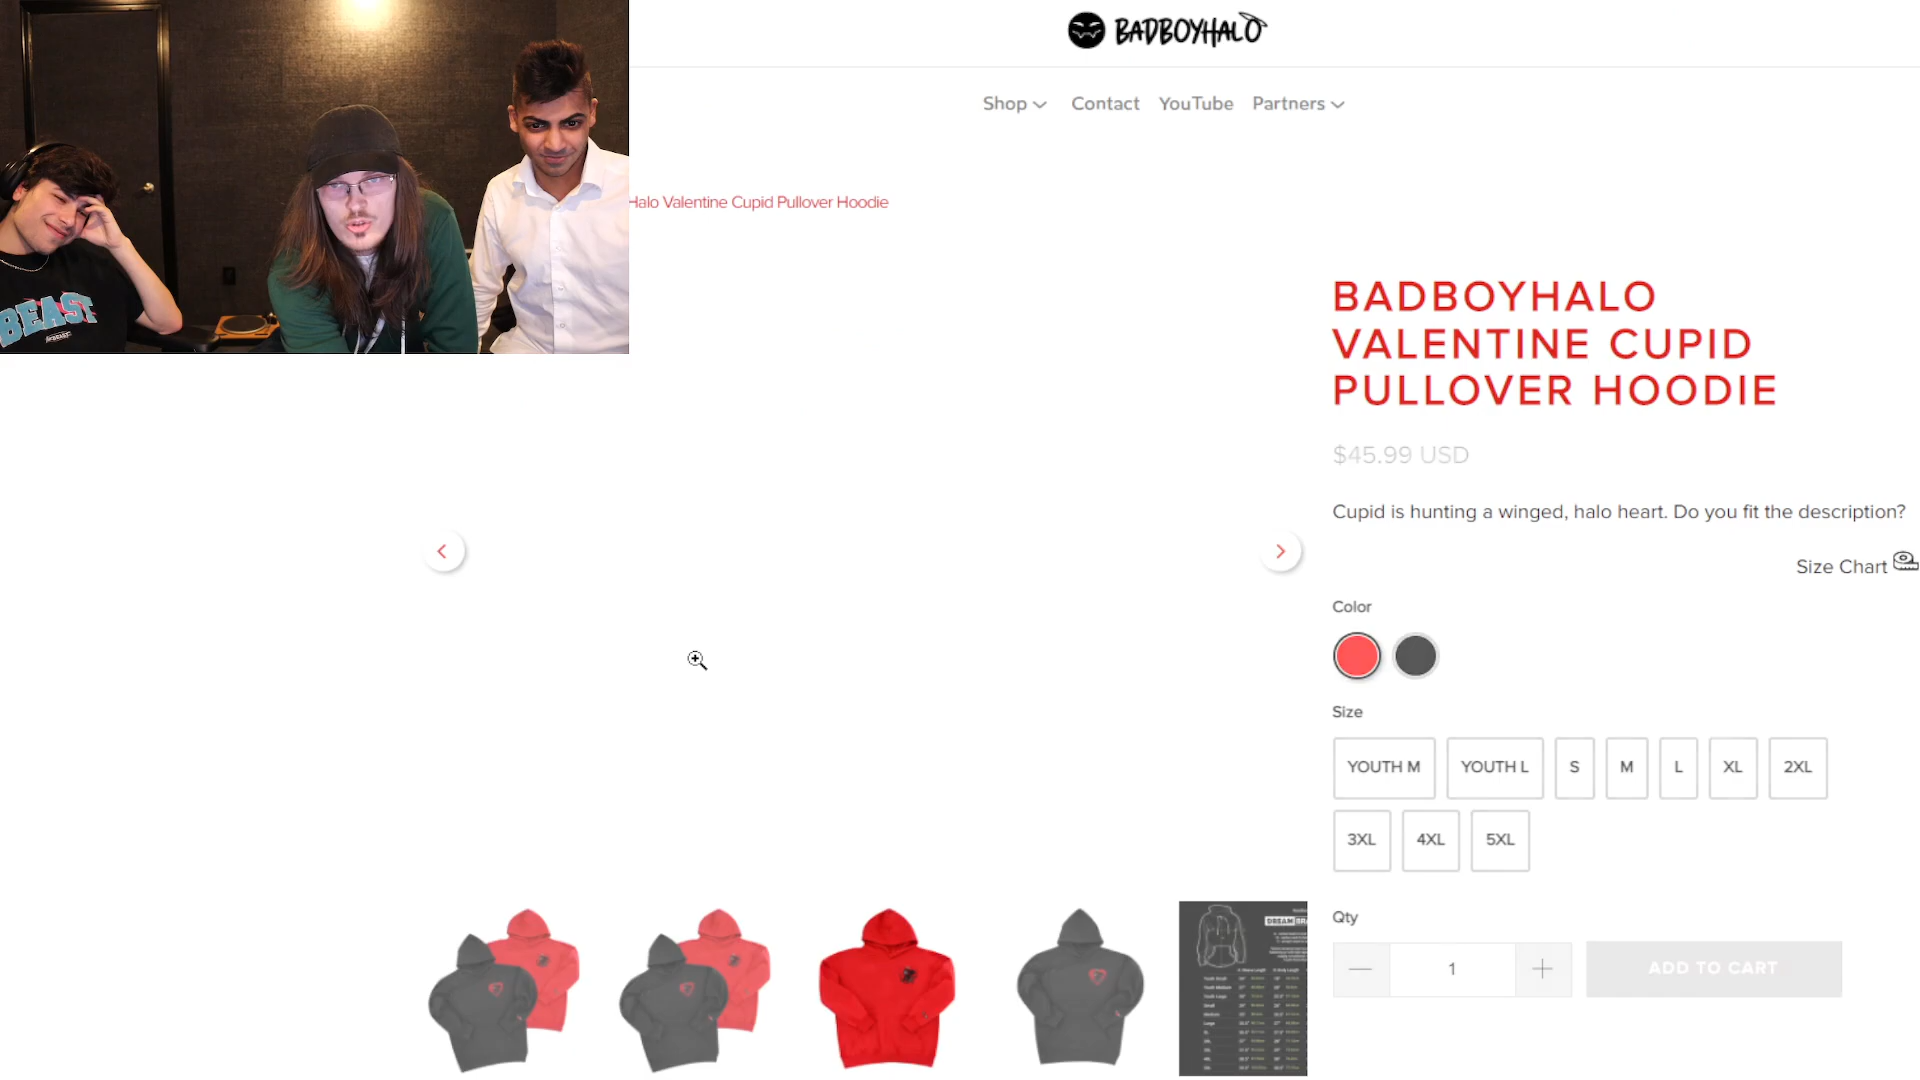 BADBOYHALO
Shop
Contact
YouTube
Partners
Halo Valentine Cupid Pullover Hoodie
BEAST
BADBOYHALO
VALENTINE CUPID
PULLOVER HOODIE
$45.99 USD
Cupid is hunting a winged, halo heart. Do you fit the description?
Size Chart
Color
Size
YOUTH M
YOUTH L
S
M
L
XL
2XL
3XL
4XL
5XL
Qty
1
ADD TO CART
DREAM